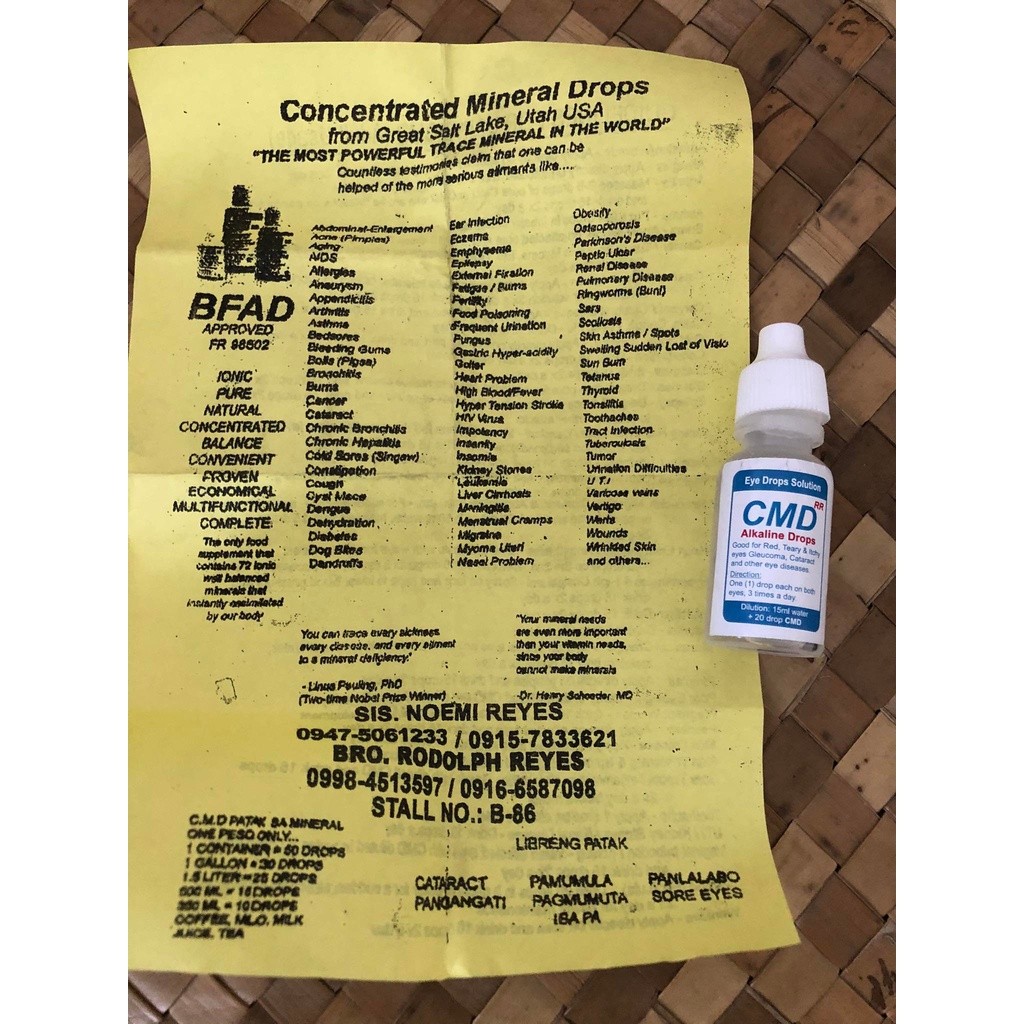 Concentrated Mineral Drops
from Great Salt Lake, Utah USA
"THE MOST POWERFUL TRACE MINERAL IN THE WORLD"
Countless testimonies claim that one can be
helped of the more serious ailments like.....
BFAD
APPROVED
FR 98502
IONIC
PURE
NATURAL
CONCENTRATED
BALANCE
CONVENIENT
PROVEN
ECONOMICAL
MULTIFUNCTIONAL
COMPLETE
The only food
supplement that
contains 72 ionic
well balanced
minerals that
instantly assimilated
by our body
Abdominal-Enlargement
Acne (Pimples)
Aging
AIDS
Allergies
Aneurysm
Appendicitis
Arthritis
Asthma
Bedsores
Bleeding Gums
Boils (Pigsa)
Bronchitis
Burns
Cancer
Cataract
Chronic Bronchitis
Chronic Hepatitis
Cold Sores (Singaw)
Constipation
Cough
Cyst Mass
Dengue
Dehydration
Diabetes
Dog Bites
Dandruffs
Ear Infection
Eczema
Emphysema
Epilepsy
External Fixation
Fatigue / Burns
Fertility
Food Poisoning
Frequent Urination
Fungus
Gastric Hyper-acidity
Goiter
Heart Problem
High Blood/Fever
Hyper Tension Stroke
HIV Virus
Impotency
Insanity
Insomia
Kidney Stones
Leukemia
Liver Cirrhosis
Meningitis
Menstrual Cramps
Migraine
Myoma Uteri
Nasal Problem
Obesity
Osteoporosis
Parkinson's Disease
Peptic Ulcer
Renal Disease
Pulmonary Disease
Ringworms (Buni)
Sars
Scoliosis
Skin Asthma / Spots
Swelling Sudden Lost of Visio
Sun Burn
Tetanus
Thyroid
Tonsilitis
Toothaches
Tract Infection
Tuberculosis
Tumor
Urination Difficulties
U T I
Varicose veins
Vertigo
Warts
Wounds
Wrinkled Skin
and others...
You can trace every sickness
every disease, and every ailment
to a mineral deficiency."
- Linus Pauling, PhD
(Two-time Nobel Prize Winner)
"Your mineral needs
are even more important
then your vitamin needs,
since your body
cannot make minerals
-Dr. Henry Schroeder, MD
SIS. NOEMI REYES
0947-5061233 / 0915-7833621
BRO. RODOLPH REYES
0998-4513597 / 0916-6587098
STALL NO.: B-86
C.M.D PATAK SA MINERAL
ONE PESO ONLY...
1 CONTAINER = 50 DROPS
1 GALLON = 30 DROPS
1.5 LITER = 25 DROPS
500 ML = 15 DROPS
350 ML = 10 DROPS
COFFEE, MILO, MILK
JUICE, TEA
LIBRENG PATAK
CATARACT PAMUMULA PANLALABO
PANGANGATI PAGMUMUTA SORE EYES
IBA PA
Eye Drops Solution
CMD RR
Alkaline Drops
Good for Red, Teary & Itchy
eyes Gleucoma, Cataract
and other eye diseases.
Direction:
One (1) drop each on both
eyes, 3 times a day
Dilution: 15ml water
+ 20 drop CMD